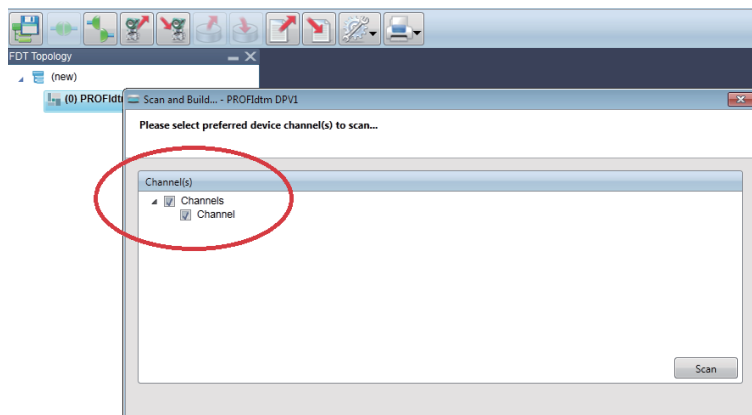 FDT Topology
(new)
(0) PROFIdt
Scan and Build... - PROFIdtm DPV1
Please select preferred device channel(s) to scan...
Channel(s)
Channels
Channel
Scan